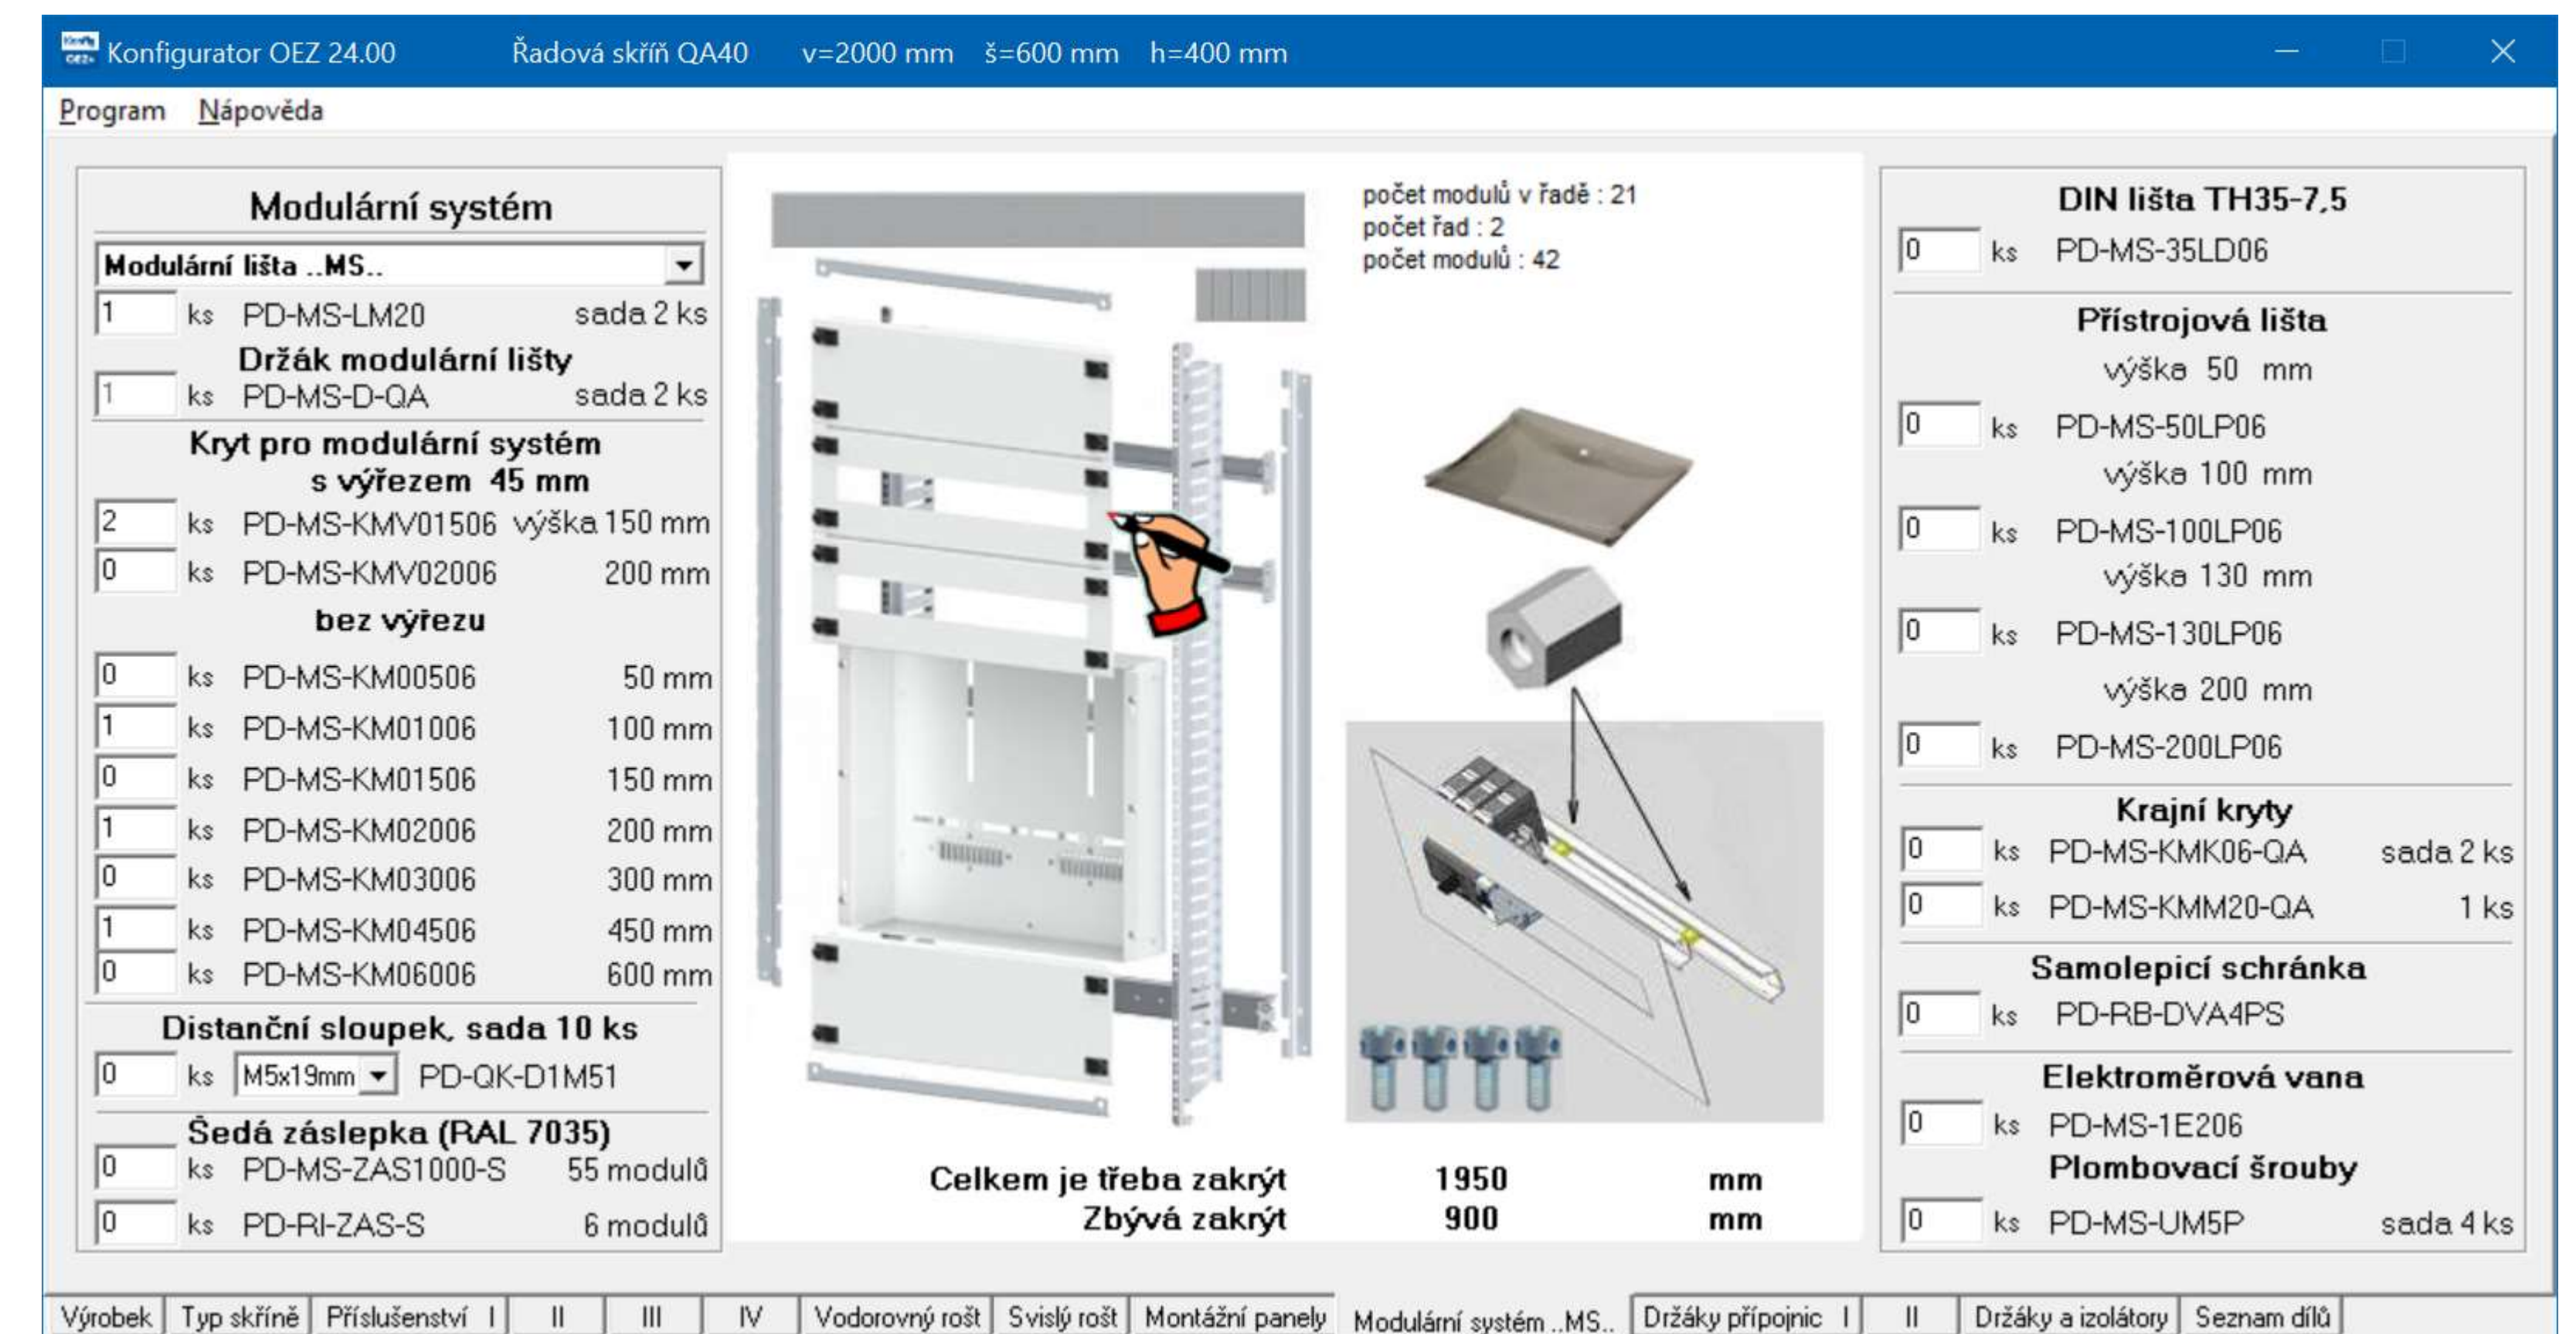 Konfigurator OEZ 24.00 Řadová skříň QA40 v=2000 mm š=600 mm h=400 mm
Program Nápověda
Modulární systém
Modulární lišta ..MS..
1 ks PD-MS-LM20 sada 2 ks
Držák modulární lišty
1 ks PD-MS-D-QA sada 2 ks
Kryt pro modulární systém
s výřezem 45 mm
2 ks PD-MS-KMV01506 výška 150 mm
0 ks PD-MS-KMV02006 200 mm
bez výřezu
0 ks PD-MS-KM00506 50 mm
1 ks PD-MS-KM01006 100 mm
0 ks PD-MS-KM01506 150 mm
1 ks PD-MS-KM02006 200 mm
0 ks PD-MS-KM03006 300 mm
1 ks PD-MS-KM04506 450 mm
0 ks PD-MS-KM06006 600 mm
Distanční sloupek, sada 10 ks
0 ks M5x19mm PD-QK-D1M51
Šedá záslepka (RAL 7035)
0 ks PD-MS-ZAS1000-S 55 modulů
0 ks PD-RI-ZAS-S 6 modulů
počet modulů v řadě : 21
počet řad : 2
počet modulů : 42
Celkem je třeba zakrýt 1950 mm
Zbývá zakrýt 900 mm
DIN lišta TH35-7,5
0 ks PD-MS-35LD06
Přístrojová lišta
výška 50 mm
0 ks PD-MS-50LP06
výška 100 mm
0 ks PD-MS-100LP06
výška 130 mm
0 ks PD-MS-130LP06
výška 200 mm
0 ks PD-MS-200LP06
Krajní kryty
0 ks PD-MS-KMK06-QA sada 2 ks
0 ks PD-MS-KMM20-QA 1 ks
Samolepicí schránka
0 ks PD-RB-DVA4PS
Elektroměrová vana
0 ks PD-MS-1E206
Plombovací šrouby
0 ks PD-MS-UM5P sada 4 ks
Výrobek Typ skříně Příslušenství I II III IV Vodorovný rošt Svislý rošt Montážní panely Modulární systém ..MS.. Držáky přípojnic I II Držáky a izolátory Seznam dílů